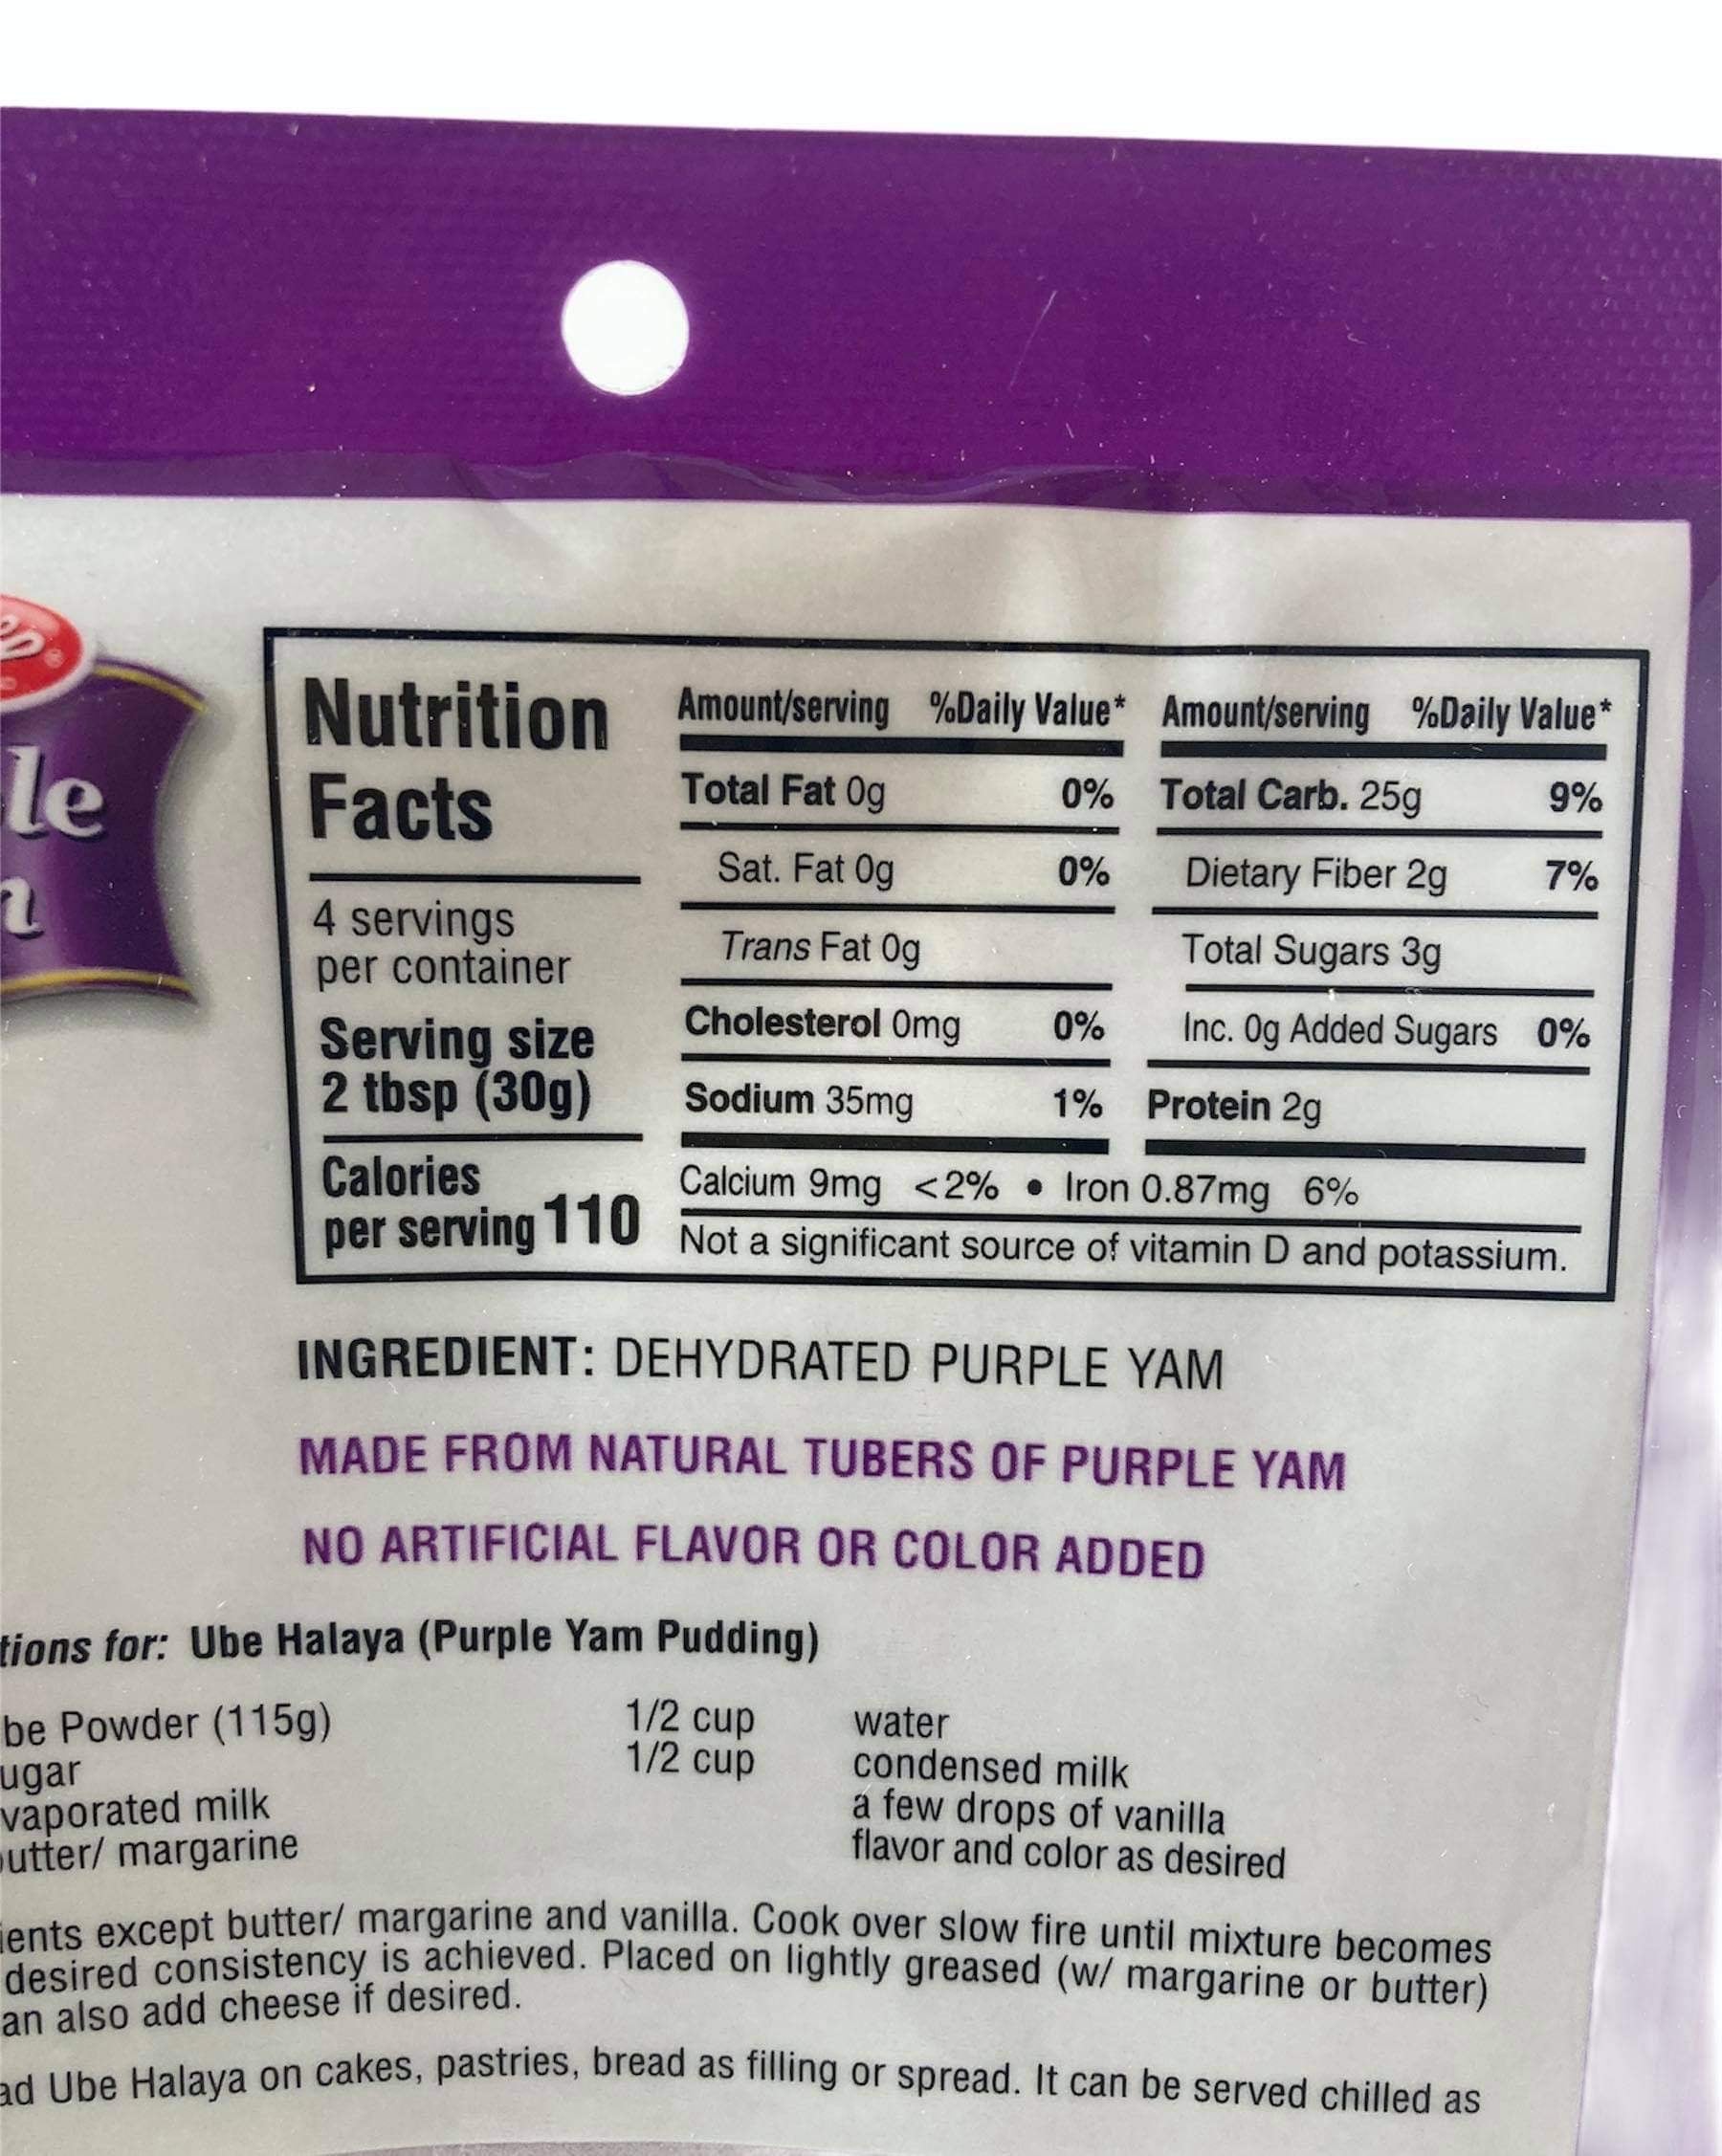 le
n
Nutrition
Facts
4 servings
per container
Serving size
2 tbsp (30g)
Calories
per serving 110
Amount/serving %Daily Value*
Total Fat 0g 0%
Sat. Fat 0g 0%
Trans Fat 0g
Cholesterol 0mg 0%
Sodium 35mg 1%
Amount/serving %Daily Value*
Total Carb. 25g 9%
Dietary Fiber 2g 7%
Total Sugars 3g
Inc. 0g Added Sugars 0%
Protein 2g
Calcium 9mg <2% • Iron 0.87mg 6%
Not a significant source of vitamin D and potassium.
INGREDIENT: DEHYDRATED PURPLE YAM
MADE FROM NATURAL TUBERS OF PURPLE YAM
NO ARTIFICIAL FLAVOR OR COLOR ADDED
tions for: Ube Halaya (Purple Yam Pudding)
be Powder (115g) 1/2 cup water
ugar 1/2 cup condensed milk
vaporated milk a few drops of vanilla
utter/ margarine flavor and color as desired
ients except butter/ margarine and vanilla. Cook over slow fire until mixture becomes
desired consistency is achieved. Placed on lightly greased (w/ margarine or butter)
an also add cheese if desired.
ad Ube Halaya on cakes, pastries, bread as filling or spread. It can be served chilled as